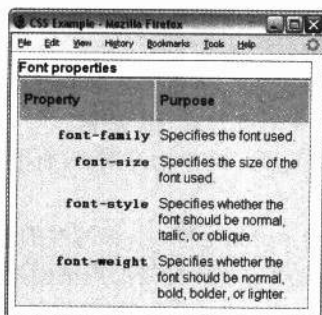 CSS Example - Mozilla Firefox
File Edit View History Bookmarks Tools Help
Font properties
Property Purpose
font-family Specifies the font used.
font-size Specifies the size of the
font used.
font-style Specifies whether the
font should be normal,
italic, or oblique.
font-weight Specifies whether the
font should be normal,
bold, bolder, or lighter.